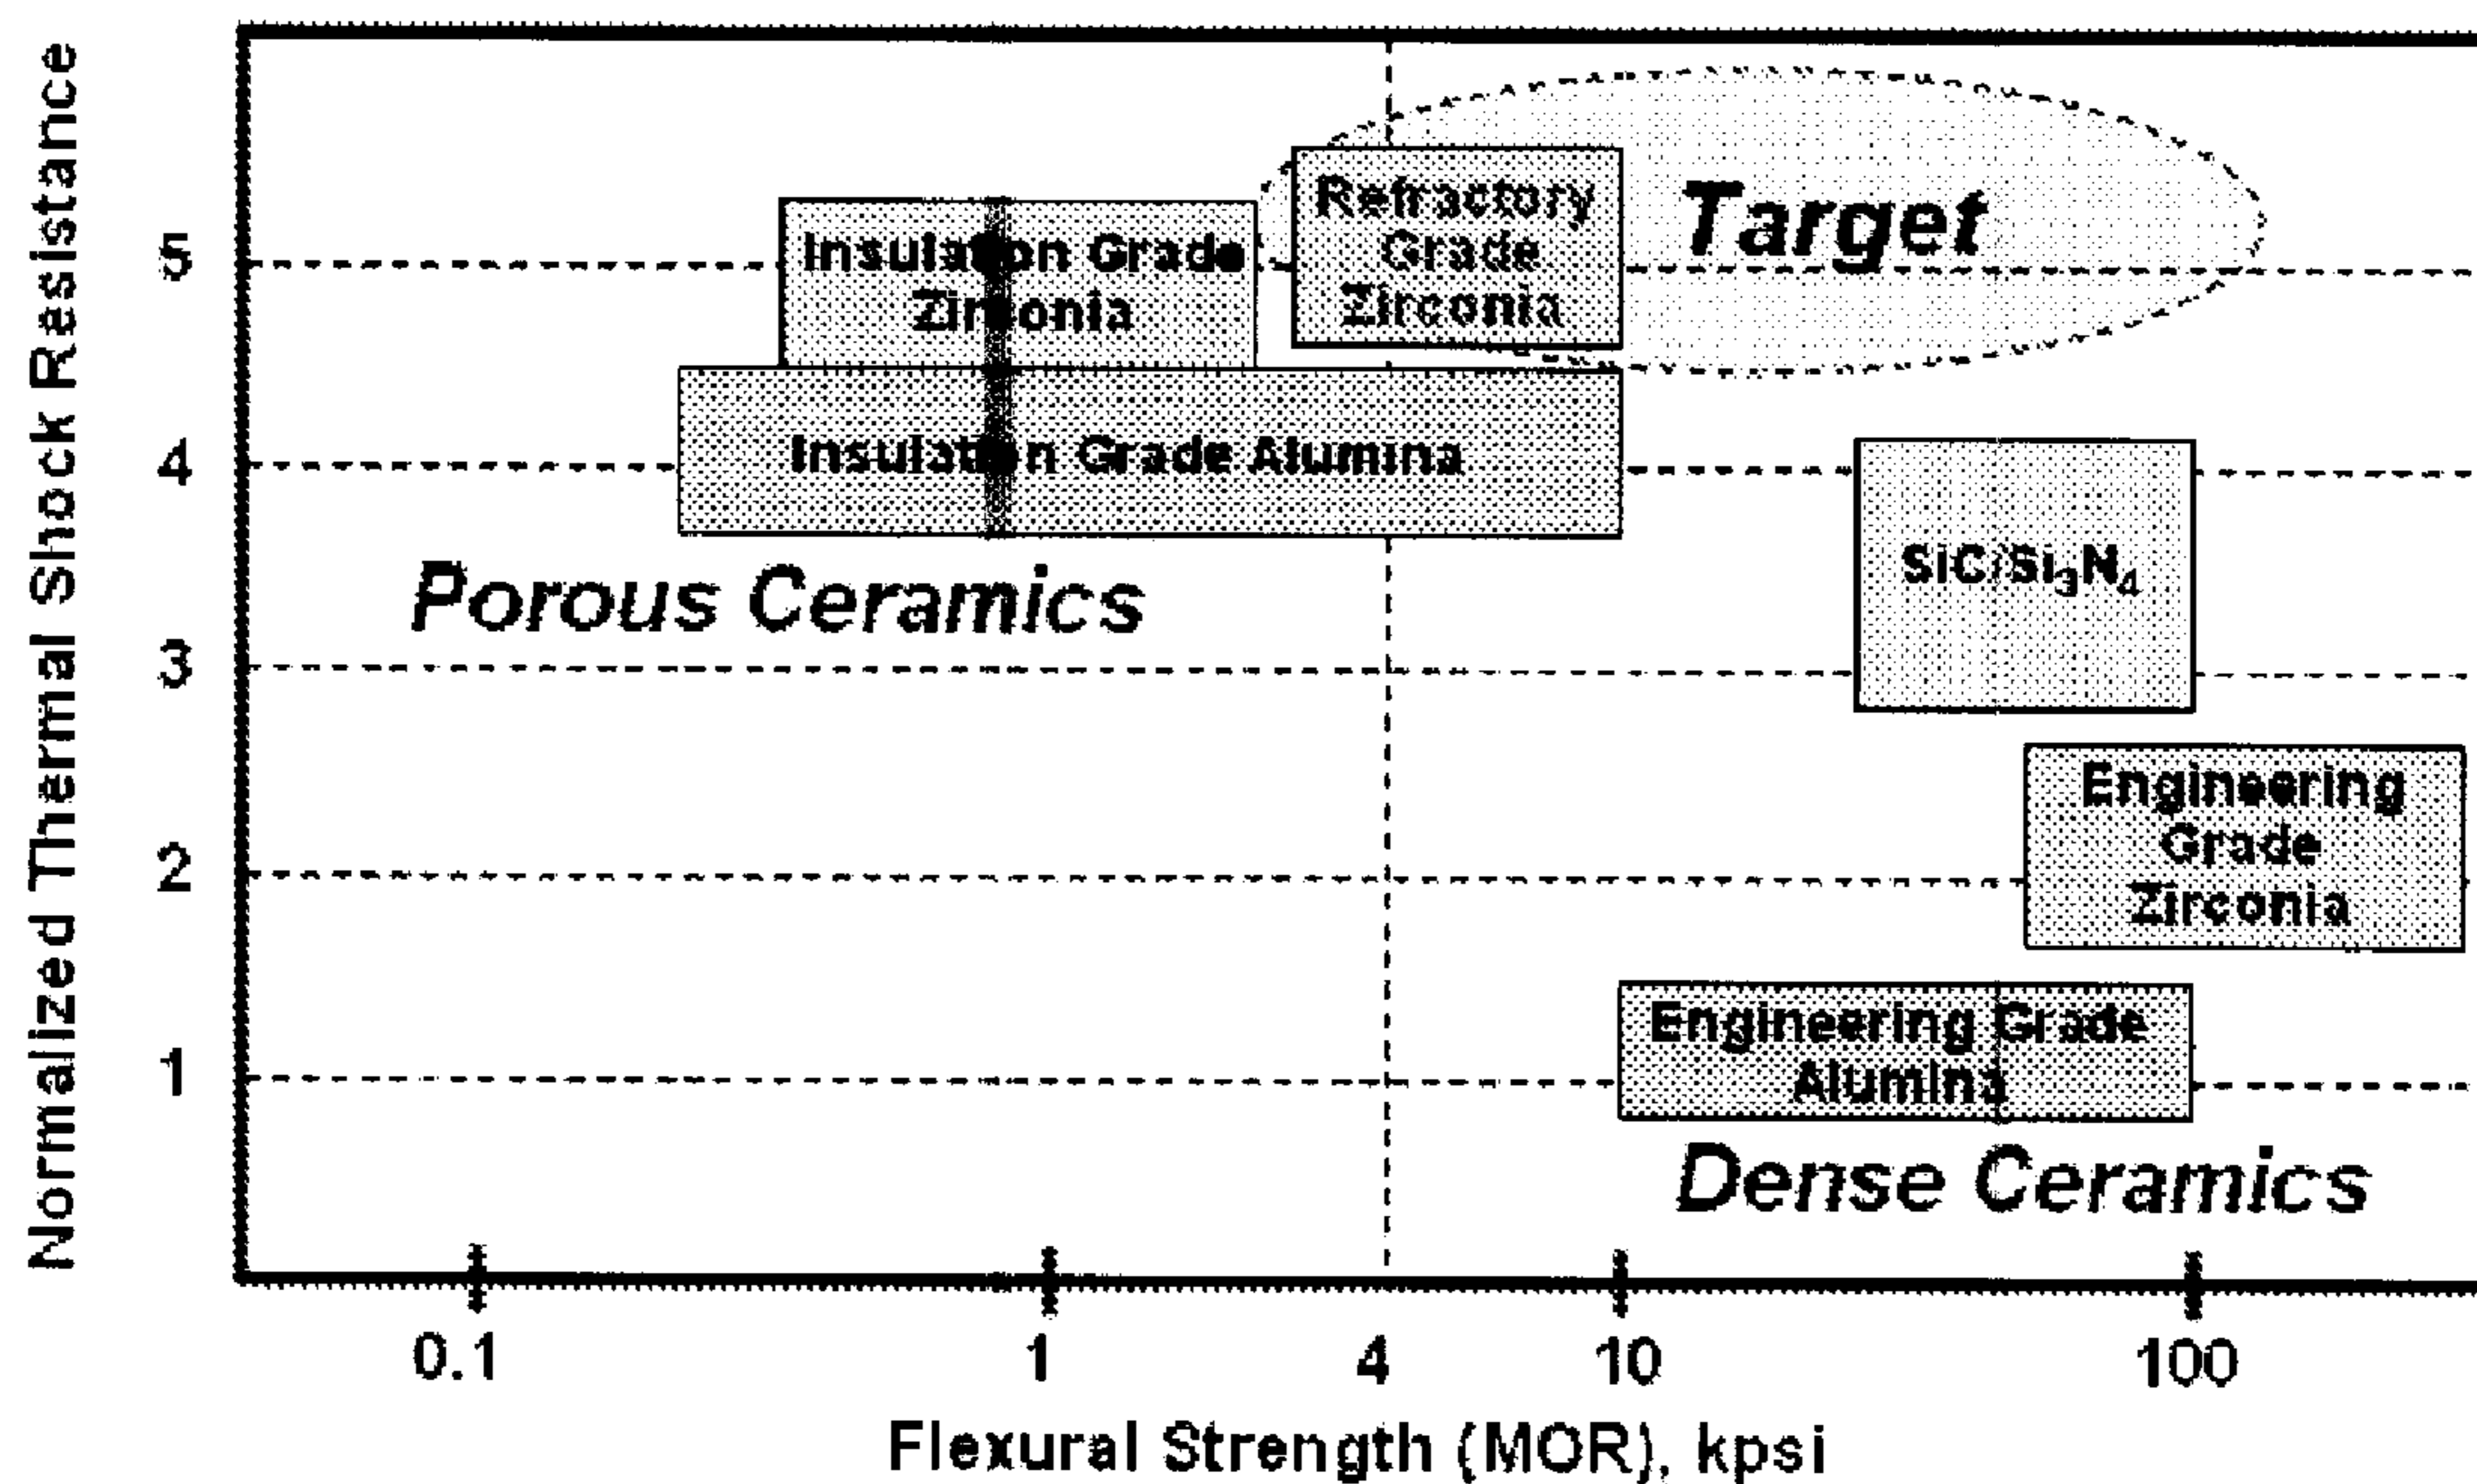 Normalized Thermal Shock Resistance
5
4
3
2
1
Insulation Grade
Zirconia
Refractory
Grade
Zirconia
Target
Insulation Grade Alumina
Porous Ceramics
SiC/Si₃N₄
Engineering
Grade
Zirconia
Engineering Grade
Alumina
Dense Ceramics
0.1 1 4 10 100
Flexural Strength (MOR), kpsi